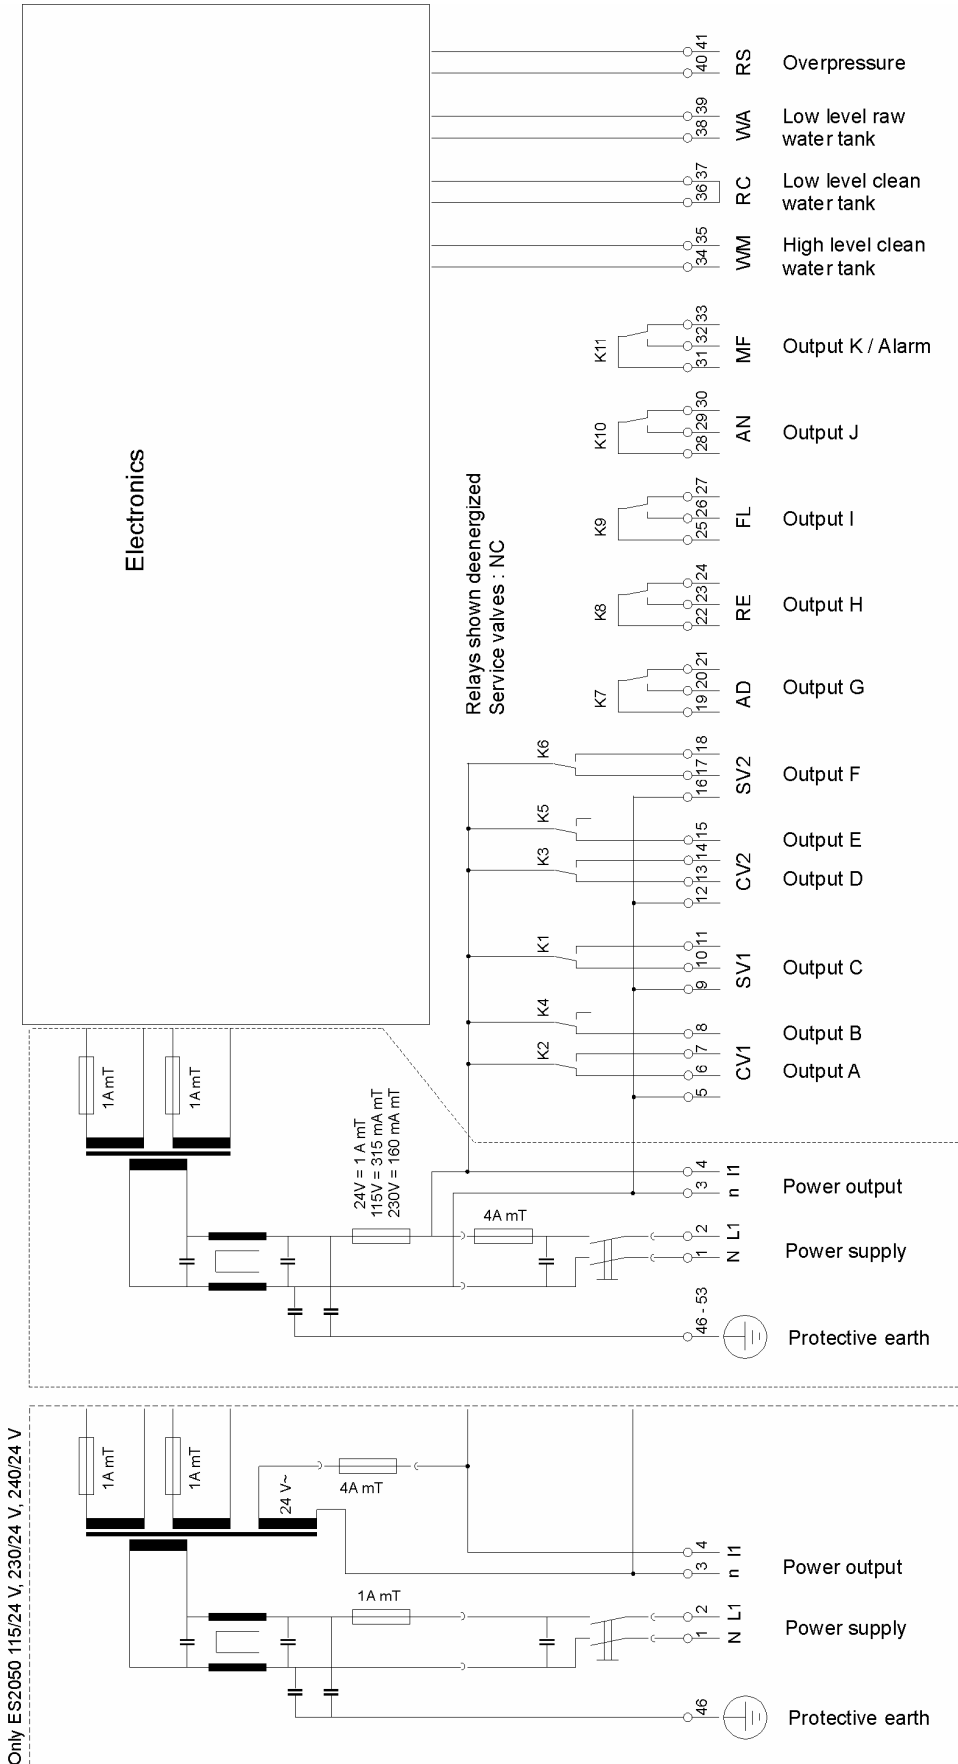 41
40
RS
Overpressure
39
38
WA
Low level raw
water tank
37
36
RC
Low level clean
water tank
35
34
WM
High level clean
water tank
K11
33
32
31
MF
Output K / Alarm
K10
30
29
28
AN
Output J
Electronics
Relays shown deenergized
Service valves : NC
K9
27
26
25
FL
Output I
K8
24
23
22
RE
Output H
K7
21
20
19
AD
Output G
K6
18
17
16
SV2
Output F
K5
15
Output E
K3
14
13
12
CV2
Output D
K1
11
10
9
SV1
Output C
K4
8
Output B
K2
7
6
5
CV1
Output A
1A mT
1A mT
24V = 1 A mT
115V = 315 mA mT
230V = 160 mA mT
4
I1
3
n
Power output
4A mT
2
L1
1
N
Power supply
46 - 53
Protective earth
Only ES2050 115/24 V, 230/24 V, 240/24 V
1A mT
1A mT
24 V~
4A mT
4
I1
3
n
Power output
1A mT
2
L1
1
N
Power supply
46
Protective earth